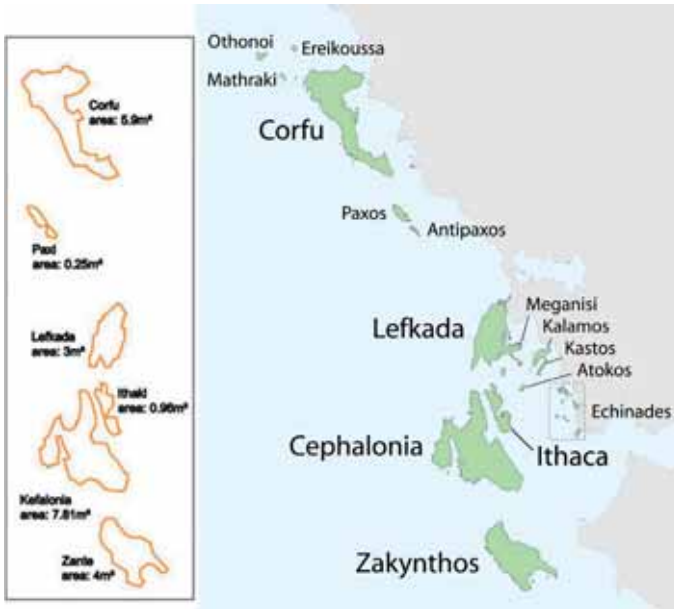 Corfu
area: 5.9m²
Paxi
area: 0.25m²
Lefkada
area: 3m²
Ithaki
area: 0.96m²
Kefalonia
area: 7.81m²
Zante
area: 4m²
Othonoi
Ereikoussa
Mathraki
Corfu
Paxos
Antipaxos
Lefkada
Meganisi
Kalamos
Kastos
Atokos
Echinades
Cephalonia
Ithaca
Zakynthos